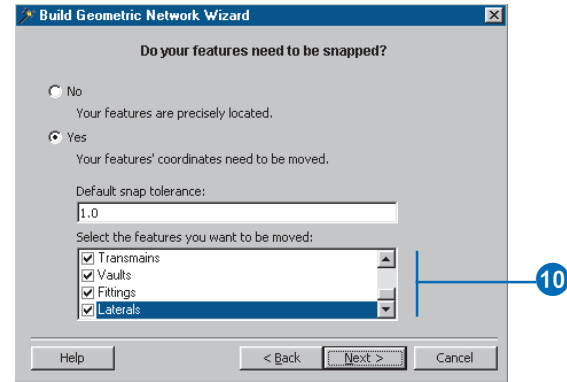 Build Geometric Network Wizard
Do your features need to be snapped?
No
Your features are precisely located.
Yes
Your features' coordinates need to be moved.
Default snap tolerance:
1.0
Select the features you want to be moved:
Transmains
Vaults
Fittings
Laterals
10
Help
< Back
Next >
Cancel